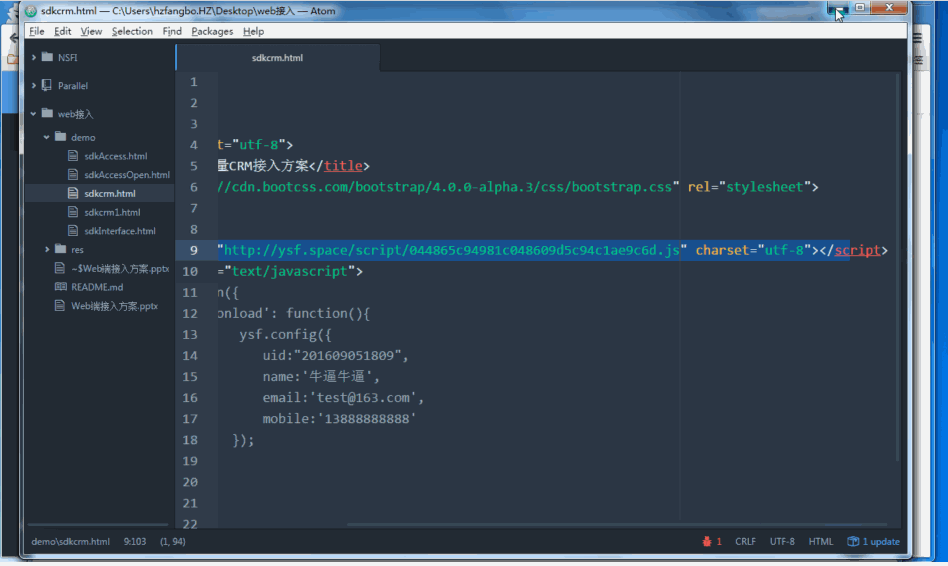 sdkcrm.html — C:\Users\hzfangbo.HZ\Desktop\web接入 — Atom
File Edit View Selection Find Packages Help
NSFI
Parallel
web接入
demo
sdkAccess.html
sdkAccessOpen.html
sdkcrm.html
sdkcrm1.html
sdkInterface.html
res
~$Web端接入方案.pptx
README.md
Web端接入方案.pptx
sdkcrm.html
1
2
3
4 t="utf-8">
5 量CRM接入方案</title>
6 //cdn.bootcss.com/bootstrap/4.0.0-alpha.3/css/bootstrap.css" rel="stylesheet">
7
8
9 "http://ysf.space/script/044865c94981c048609d5c94c1ae9c6d.js" charset="utf-8"></script>
10 ="text/javascript">
11 n({
12 onload': function(){
13 ysf.config({
14 uid:"201609051809",
15 name:'牛逼牛逼',
16 email:'test@163.com',
17 mobile:'13888888888'
18 });
19
20
21
22
demo\sdkcrm.html 9:103 (1, 94) 1 CRLF UTF-8 HTML 1 update